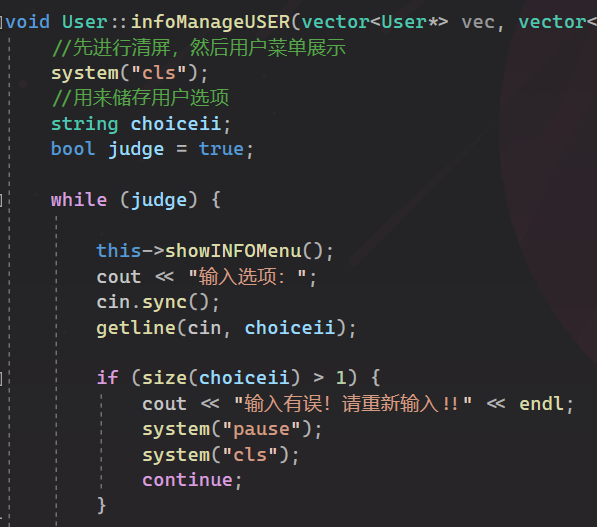 void User::infoManageUSER(vector<User*> vec, vector<
//先进行清屏，然后用户菜单展示
system("cls");
//用来储存用户选项
string choiceii;
bool judge = true;
while (judge) {
this->showINFOMenu();
cout << "输入选项：";
cin.sync();
getline(cin, choiceii);
if (size(choiceii) > 1) {
cout << "输入有误！请重新输入!!" << endl;
system("pause");
system("cls");
continue;
}